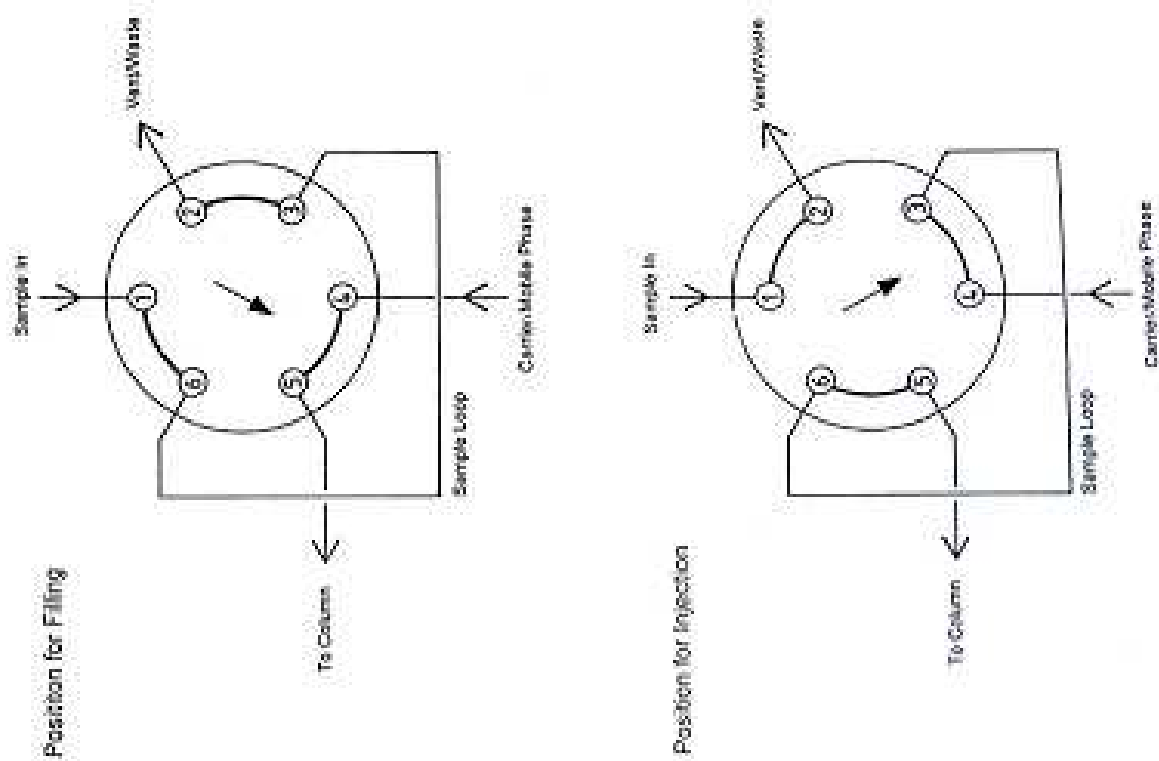 Position for Filling
Sample In
Vent/Waste
1
2
3
4
5
6
To Column
Sample Loop
Carrier/Mobile Phase
Position for Injection
Sample In
Vent/Waste
1
2
3
4
5
6
To Column
Sample Loop
Carrier/Mobile Phase